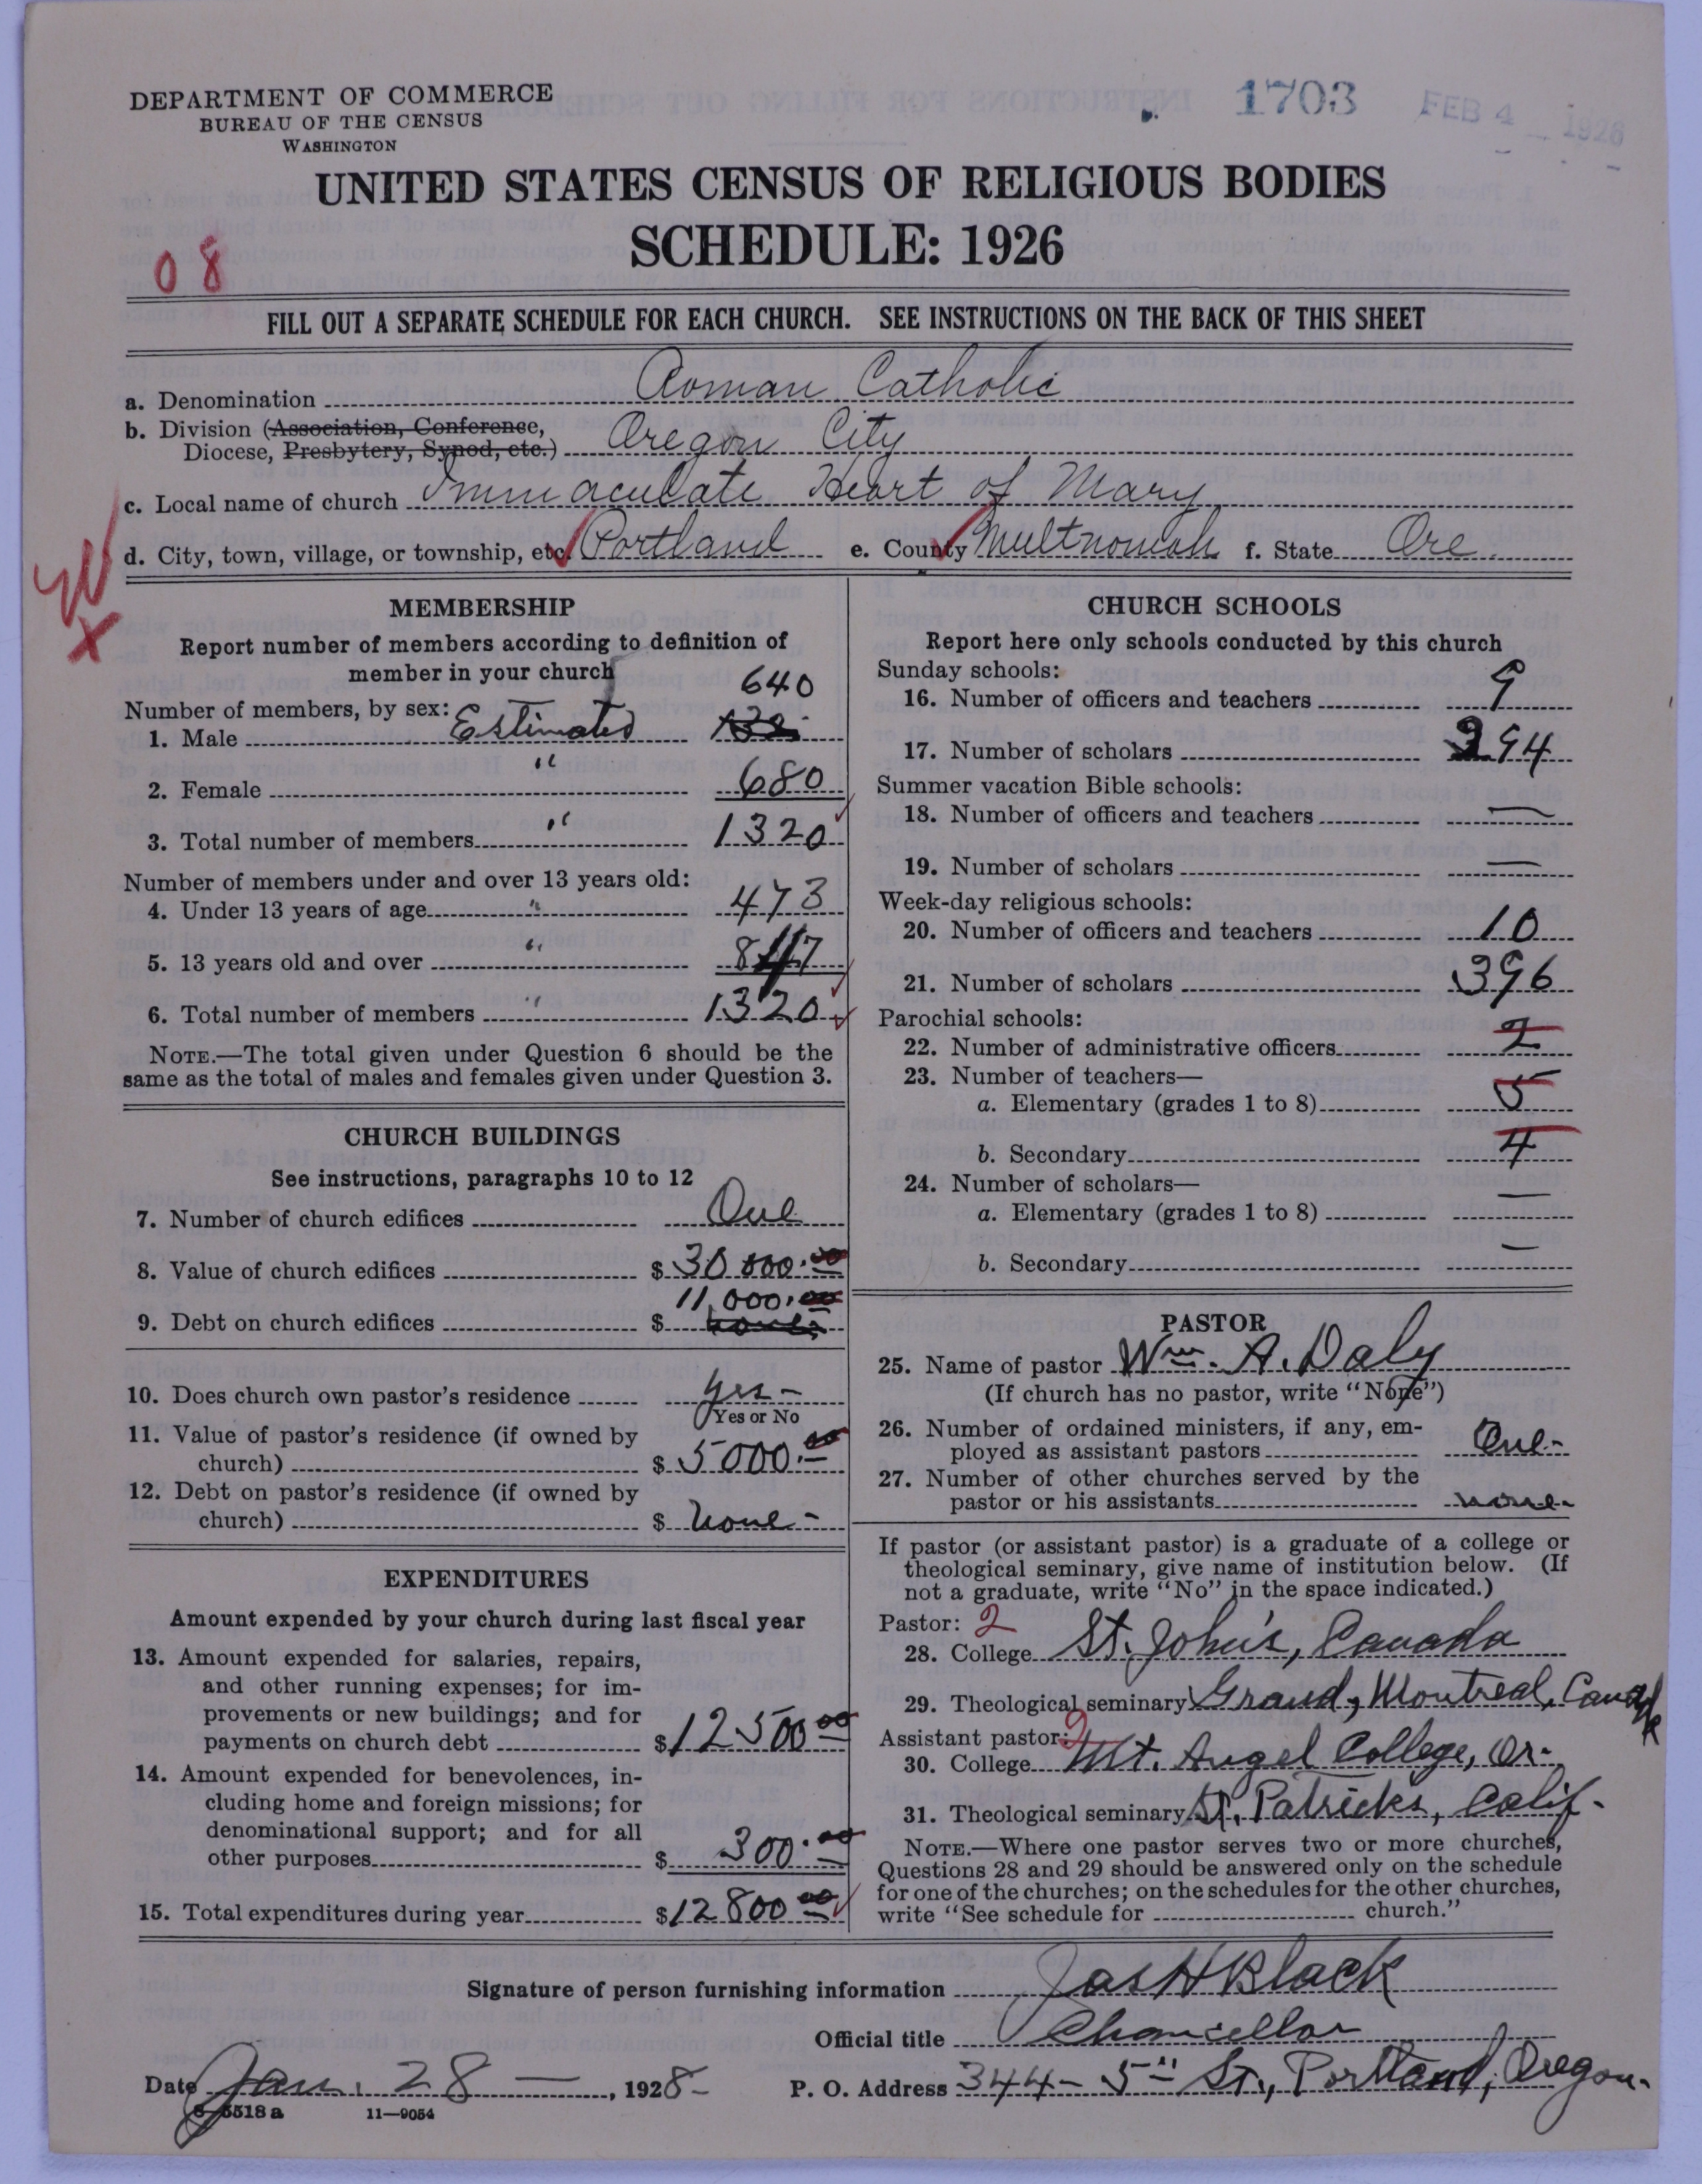 DEPARTMENT OF COMMERCE
BUREAU OF THE CENSUS
WASHINGTON
1703 FEB 4 1928
UNITED STATES CENSUS OF RELIGIOUS BODIES
SCHEDULE: 1926
08
FILL OUT A SEPARATE SCHEDULE FOR EACH CHURCH. SEE INSTRUCTIONS ON THE BACK OF THIS SHEET
a. Denomination Roman Catholic
b. Division (Association, Conference,
Diocese, Presbytery, Synod, etc.) Oregon City
c. Local name of church Immaculate Heart of Mary
d. City, town, village, or township, etc. Portland e. County Multnomah f. State Ore.
X
MEMBERSHIP
Report number of members according to definition of
member in your church
640
Number of members, by sex:
1. Male Estimated
2. Female " 680
3. Total number of members " 1320
Number of members under and over 13 years old:
4. Under 13 years of age " 473
5. 13 years old and over " 847
6. Total number of members " 1320
NOTE.—The total given under Question 6 should be the
same as the total of males and females given under Question 3.
CHURCH BUILDINGS
See instructions, paragraphs 10 to 12
7. Number of church edifices One
8. Value of church edifices $ 30 000.00
11,000.00
9. Debt on church edifices $
10. Does church own pastor's residence Yes -
Yes or No
11. Value of pastor's residence (if owned by
church) $ 5000.00
12. Debt on pastor's residence (if owned by
church) $ None -
EXPENDITURES
Amount expended by your church during last fiscal year
13. Amount expended for salaries, repairs,
and other running expenses; for im-
provements or new buildings; and for
payments on church debt $ 12500 00
14. Amount expended for benevolences, in-
cluding home and foreign missions; for
denominational support; and for all
other purposes $ 300.00
15. Total expenditures during year $ 12800 00
CHURCH SCHOOLS
Report here only schools conducted by this church
Sunday schools:
16. Number of officers and teachers 9
17. Number of scholars 394
Summer vacation Bible schools:
18. Number of officers and teachers —
19. Number of scholars —
Week-day religious schools:
20. Number of officers and teachers 10
21. Number of scholars 396
Parochial schools:
22. Number of administrative officers 2
23. Number of teachers—
a. Elementary (grades 1 to 8) 5
b. Secondary 4
24. Number of scholars—
a. Elementary (grades 1 to 8) —
b. Secondary —
PASTOR
25. Name of pastor Wm. A. Daly
(If church has no pastor, write "None")
26. Number of ordained ministers, if any, em-
ployed as assistant pastors One-
27. Number of other churches served by the
pastor or his assistants none-
If pastor (or assistant pastor) is a graduate of a college or
theological seminary, give name of institution below. (If
not a graduate, write "No" in the space indicated.)
Pastor: 2
28. College St. John's, Canada
29. Theological seminary Grand, Montreal, Canada
Assistant pastor: 2
30. College Mt. Angel College, Or-
31. Theological seminary St. Patricks, Calif-
NOTE.—Where one pastor serves two or more churches,
Questions 28 and 29 should be answered only on the schedule
for one of the churches; on the schedules for the other churches,
write "See schedule for church."
Signature of person furnishing information Jas H Black
Official title Chancellor
Date Jan. 28 —, 1928- P. O. Address 344- 5" St., Portland, Oregon.
8-5518 a 11—9054